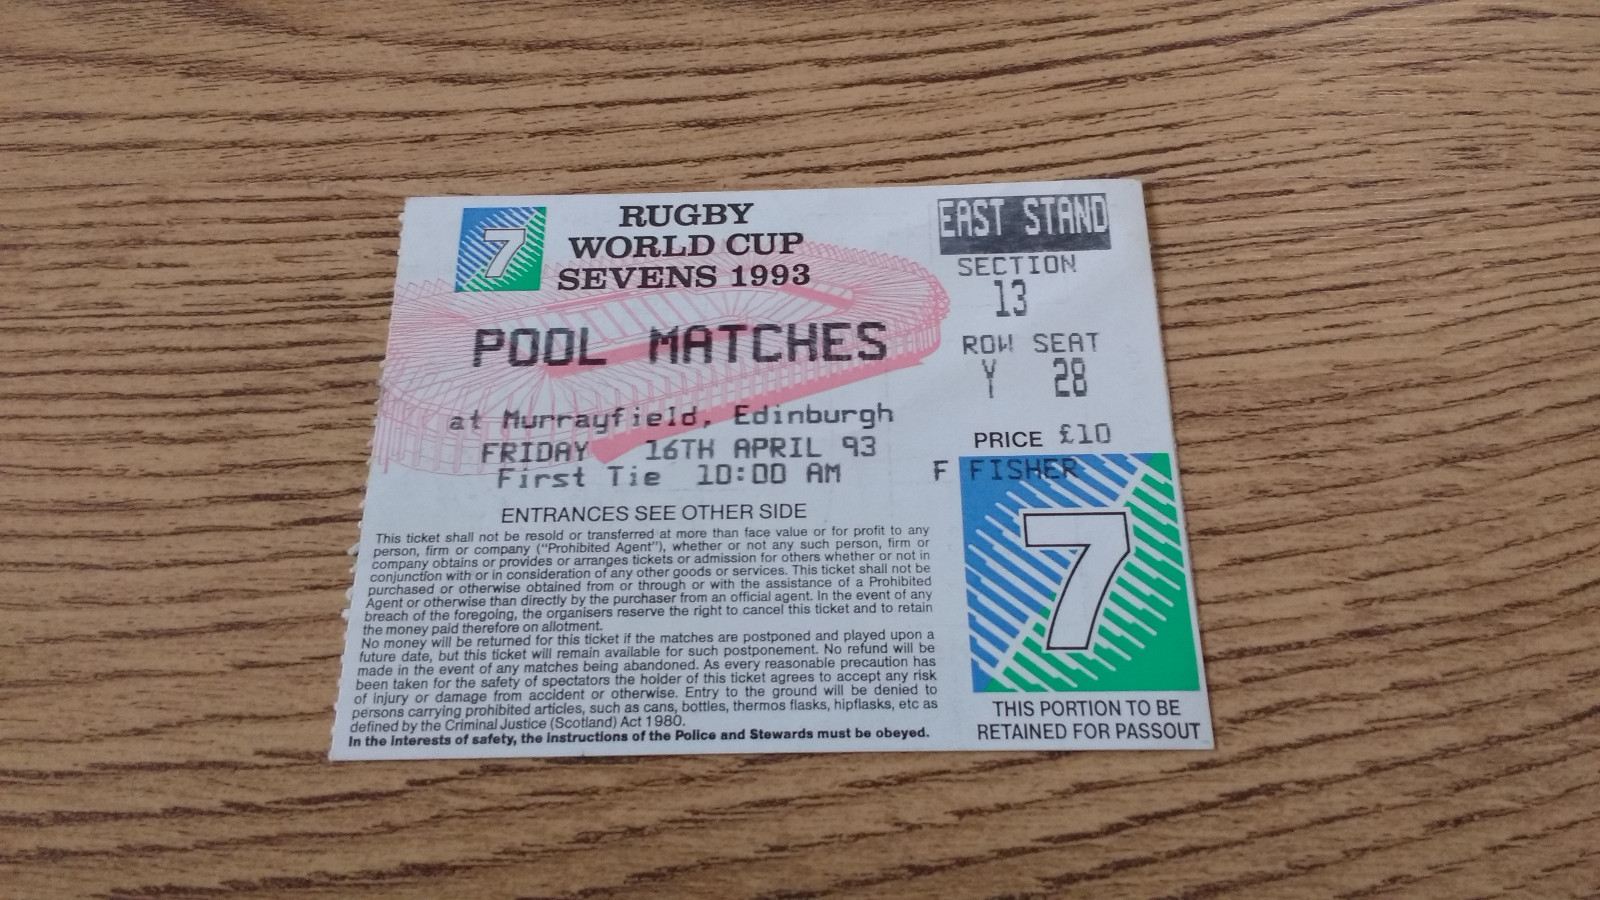 7
RUGBY
WORLD CUP
SEVENS 1993
POOL MATCHES
at Murrayfield, Edinburgh
FRIDAY 16TH APRIL 93
First Tie 10:00 AM
ENTRANCES SEE OTHER SIDE
This ticket shall not be resold or transferred at more than face value or for profit to any
person, firm or company ("Prohibited Agent"), whether or not any such person, firm or
company obtains or provides or arranges tickets or admission for others whether or not in
conjunction with or in consideration of any other goods or services. This ticket shall not be
purchased or otherwise obtained from or through or with the assistance of a Prohibited
Agent or otherwise than directly by the purchaser from an official agent. In the event of any
breach of the foregoing, the organisers reserve the right to cancel this ticket and to retain
the money paid therefore on allotment.
No money will be returned for this ticket if the matches are postponed and played upon a
future date, but this ticket will remain available for such postponement. No refund will be
made in the event of any matches being abandoned. As every reasonable precaution has
been taken for the safety of spectators the holder of this ticket agrees to accept any risk
of injury or damage from accident or otherwise. Entry to the ground will be denied to
persons carrying prohibited articles, such as cans, bottles, thermos flasks, hipflasks, etc as
defined by the Criminal Justice (Scotland) Act 1980.
In the interests of safety, the instructions of the Police and Stewards must be obeyed.
EAST STAND
SECTION
13
ROW SEAT
Y 28
PRICE £10
F FISHER
7
THIS PORTION TO BE
RETAINED FOR PASSOUT